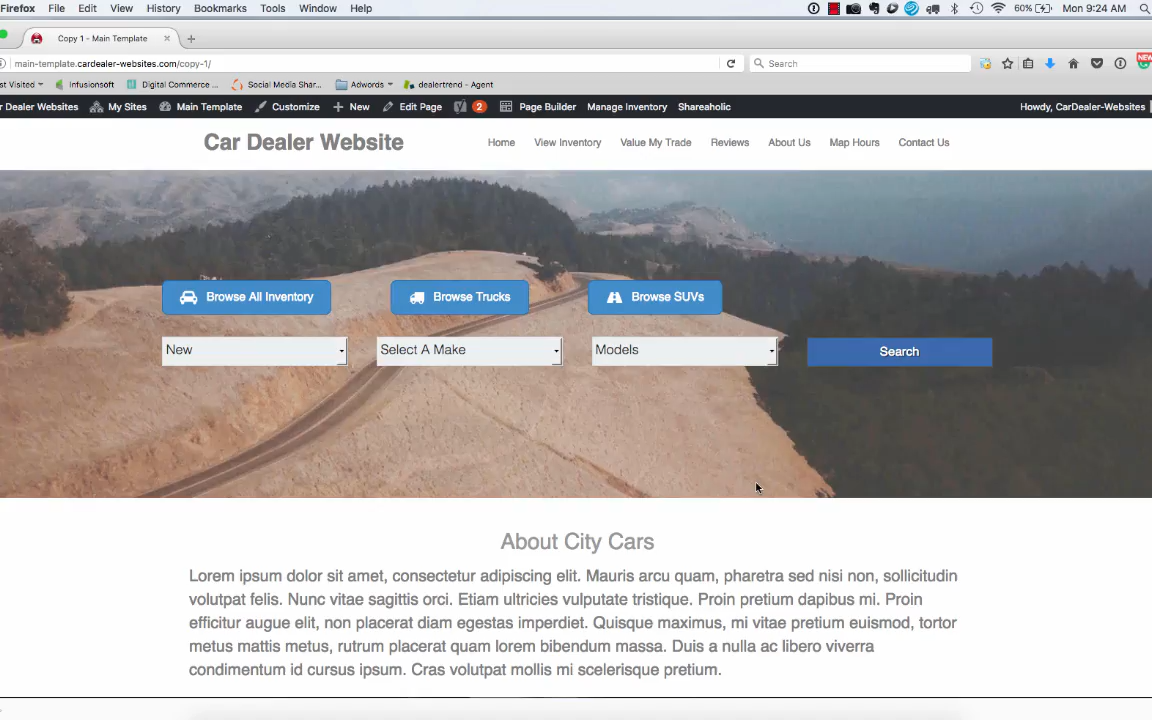 Firefox File Edit View History Bookmarks Tools Window Help 60% Mon 9:24 AM
Copy 1 - Main Template
main-template.cardealer-websites.com/copy-1/ Search NEW
st Visited Infusionsoft Digital Commerce ... Social Media Shar... Adwords dealertrend - Agent
r Dealer Websites My Sites Main Template Customize New Edit Page 2 Page Builder Manage Inventory Shareaholic Howdy, CarDealer-Websites
Car Dealer Website Home View Inventory Value My Trade Reviews About Us Map Hours Contact Us
Browse All Inventory Browse Trucks Browse SUVs
New Select A Make Models Search
About City Cars
Lorem ipsum dolor sit amet, consectetur adipiscing elit. Mauris arcu quam, pharetra sed nisi non, sollicitudin
volutpat felis. Nunc vitae sagittis orci. Etiam ultricies vulputate tristique. Proin pretium dapibus mi. Proin
efficitur augue elit, non placerat diam egestas imperdiet. Quisque maximus, mi vitae pretium euismod, tortor
metus mattis metus, rutrum placerat quam lorem bibendum massa. Duis a nulla ac libero viverra
condimentum id cursus ipsum. Cras volutpat mollis mi scelerisque pretium.